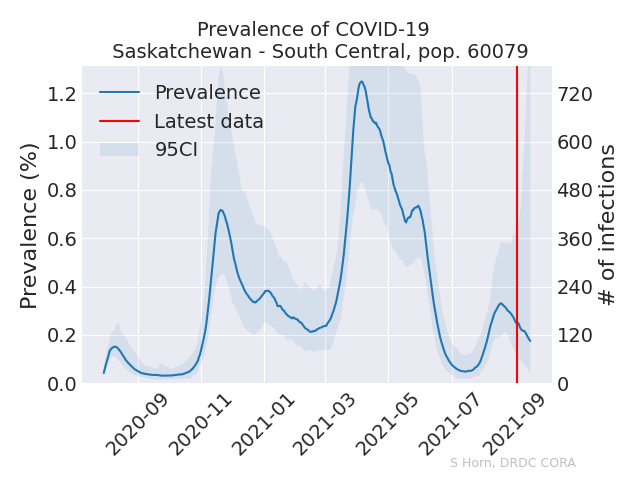 Prevalence of COVID-19
Saskatchewan - South Central, pop. 60079
Prevalence
Latest data
95CI
Prevalence (%)
1.2
1.0
0.8
0.6
0.4
0.2
0.0
720
600
480
360
240
120
0
# of infections
2020-09
2020-11
2021-01
2021-03
2021-05
2021-07
2021-09
S Horn, DRDC CORA